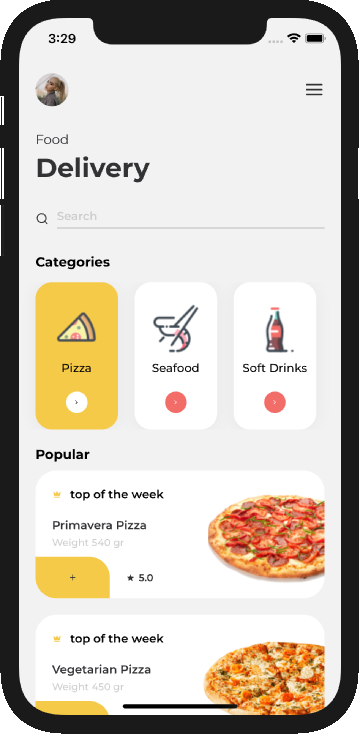 3:29
Food
Delivery
Search
Categories
Pizza
Seafood
Soft Drinks
Popular
top of the week
Primavera Pizza
Weight 540 gr
+
5.0
top of the week
Vegetarian Pizza
Weight 450 gr